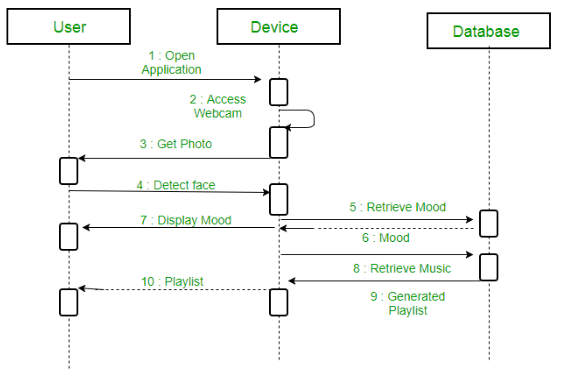 User
Device
Database
1 : Open
Application
2 : Access
Webcam
3 : Get Photo
4 : Detect face
5 : Retrieve Mood
7 : Display Mood
6 : Mood
8 : Retrieve Music
10 : Playlist
9 : Generated
Playlist